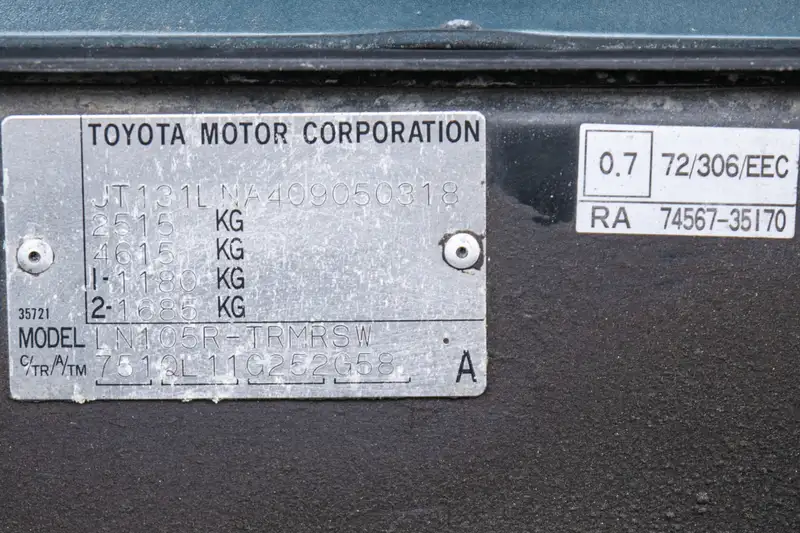 TOYOTA MOTOR CORPORATION
JT131LNA409050318
2515 KG
4615 KG
1-1180 KG
2-1685 KG
35721
MODEL LN105R-TRMRSW
C/TR/A/TM 751QL11G252G58
A
0.7 72/306/EEC
RA 74567-35170